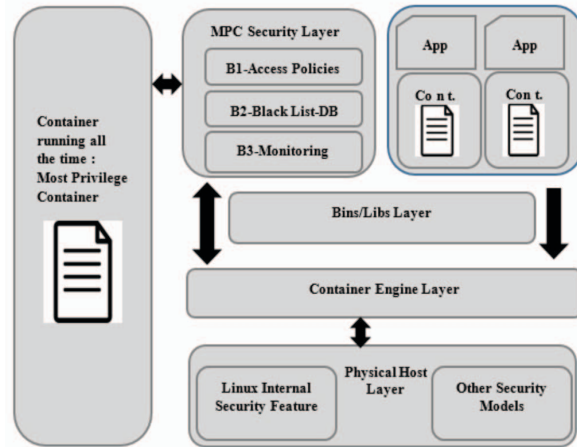 Container
running all
the time :
Most Privilege
Container
MPC Security Layer
B1-Access Policies
B2-Black List-DB
B3-Monitoring
App
App
Co n t.
Con t.
Bins/Libs Layer
Container Engine Layer
Physical Host
Layer
Linux Internal
Security Feature
Other Security
Models